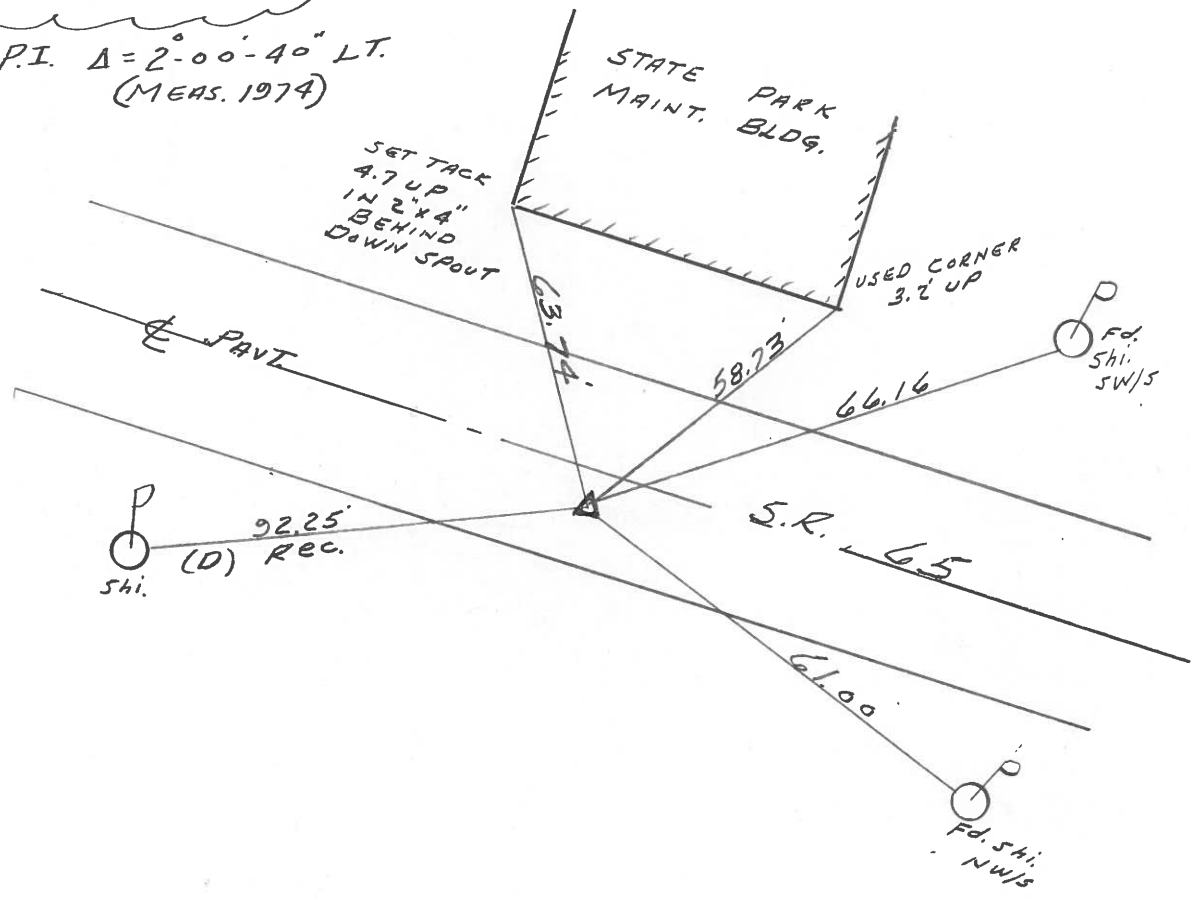 P.I. Δ = 2°-00'-40" LT.
(MEAS. 1974)
STATE PARK
MAINT. BLDG.
SET TACK
4.7 UP
IN 2"x4"
BEHIND
DOWN SPOUT
USED CORNER
3.2' UP
63.74'
58.73'
66.16
Fd.
Shi.
SW/S
℄ PAVT.
S.R. 65
92.25'
(D) Rec.
Shi.
61.00'
Fd. Shi.
NW/S